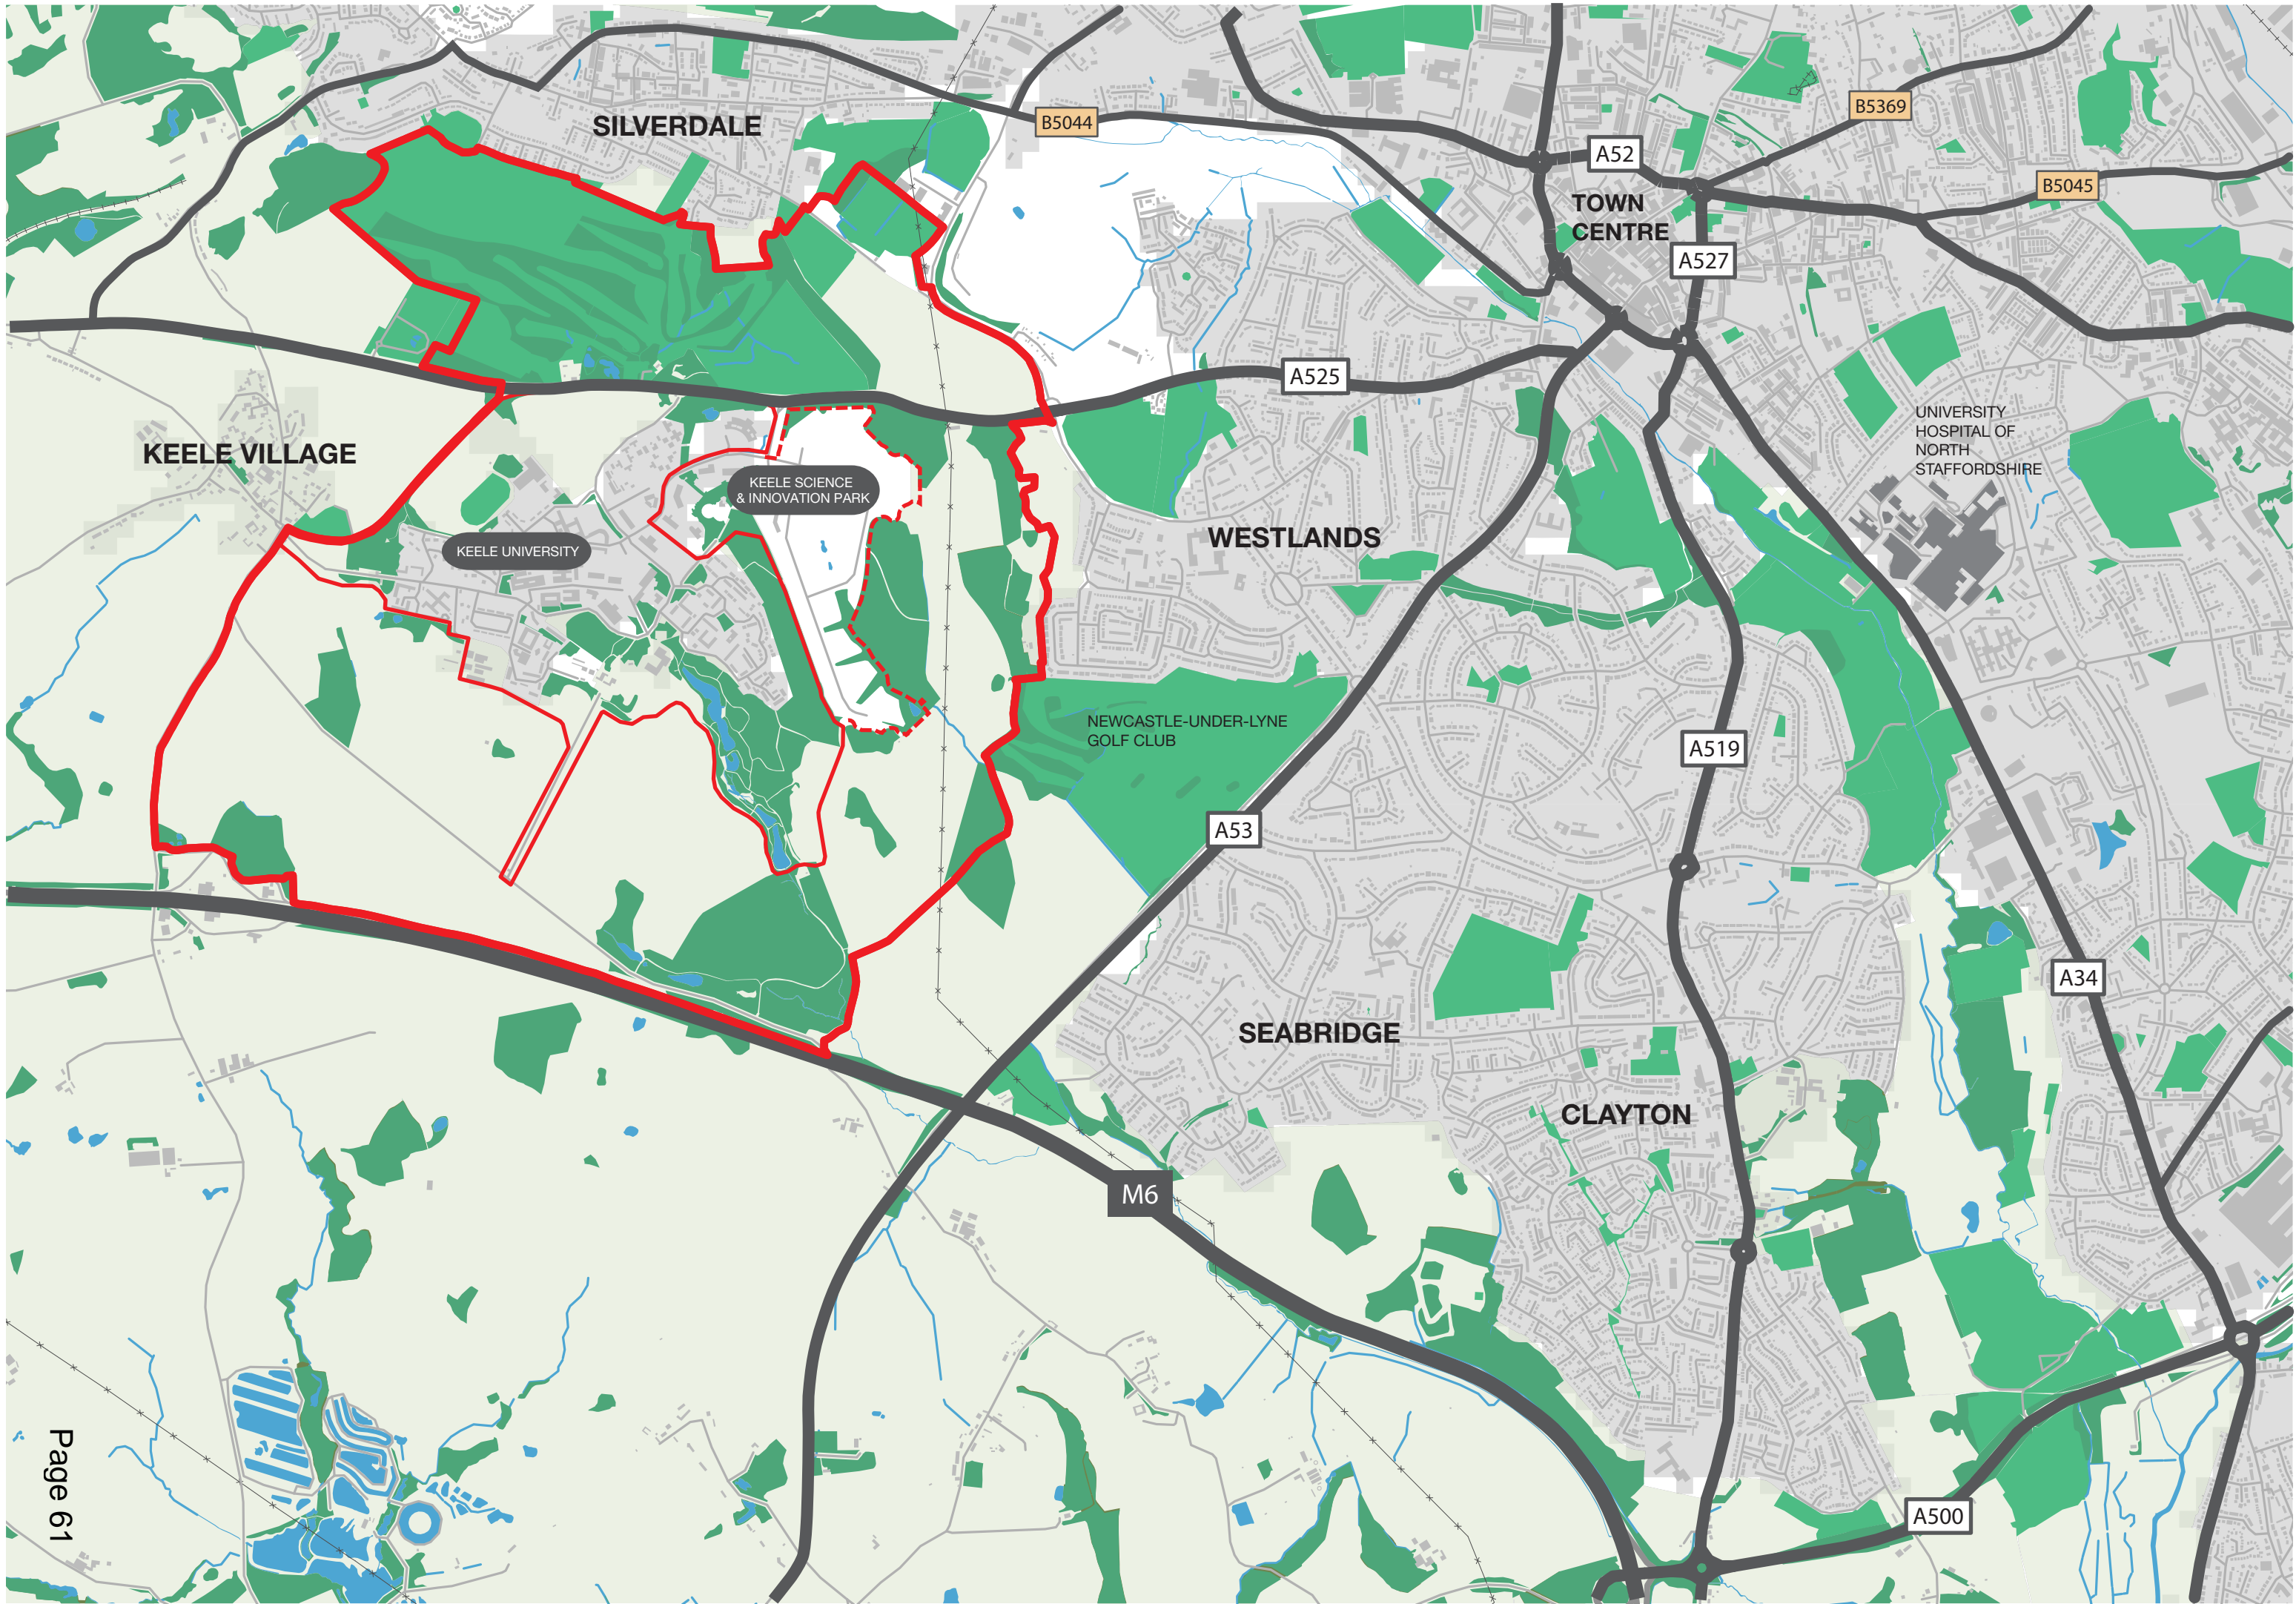 SILVERDALE
B5044
B5369
A52
B5045
TOWN
CENTRE
A527
A525
KEELE VILLAGE
UNIVERSITY
HOSPITAL OF
NORTH
STAFFORDSHIRE
KEELE SCIENCE
& INNOVATION PARK
WESTLANDS
KEELE UNIVERSITY
NEWCASTLE-UNDER-LYNE
GOLF CLUB
A519
A53
A34
SEABRIDGE
CLAYTON
M6
A500
Page 61